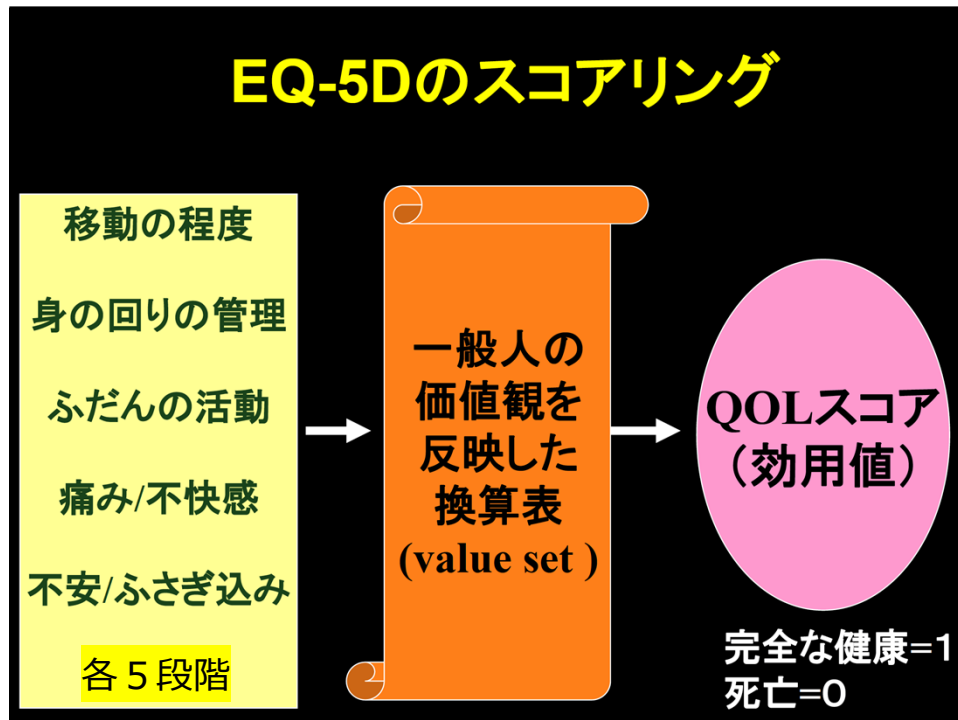 EQ-5Dのスコアリング
移動の程度
身の回りの管理
ふだんの活動
痛み/不快感
不安/ふさぎ込み
各５段階
一般人の
価値観を
反映した
換算表
(value set )
QOLスコア
（効用値）
完全な健康=1
死亡=0